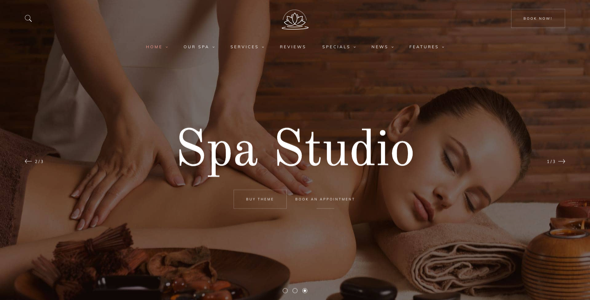 BOOK NOW!
HOME
OUR SPA
SERVICES
REVIEWS
SPECIALS
NEWS
FEATURES
Spa Studio
2/3
1/3
BUY THEME
BOOK AN APPOINTMENT